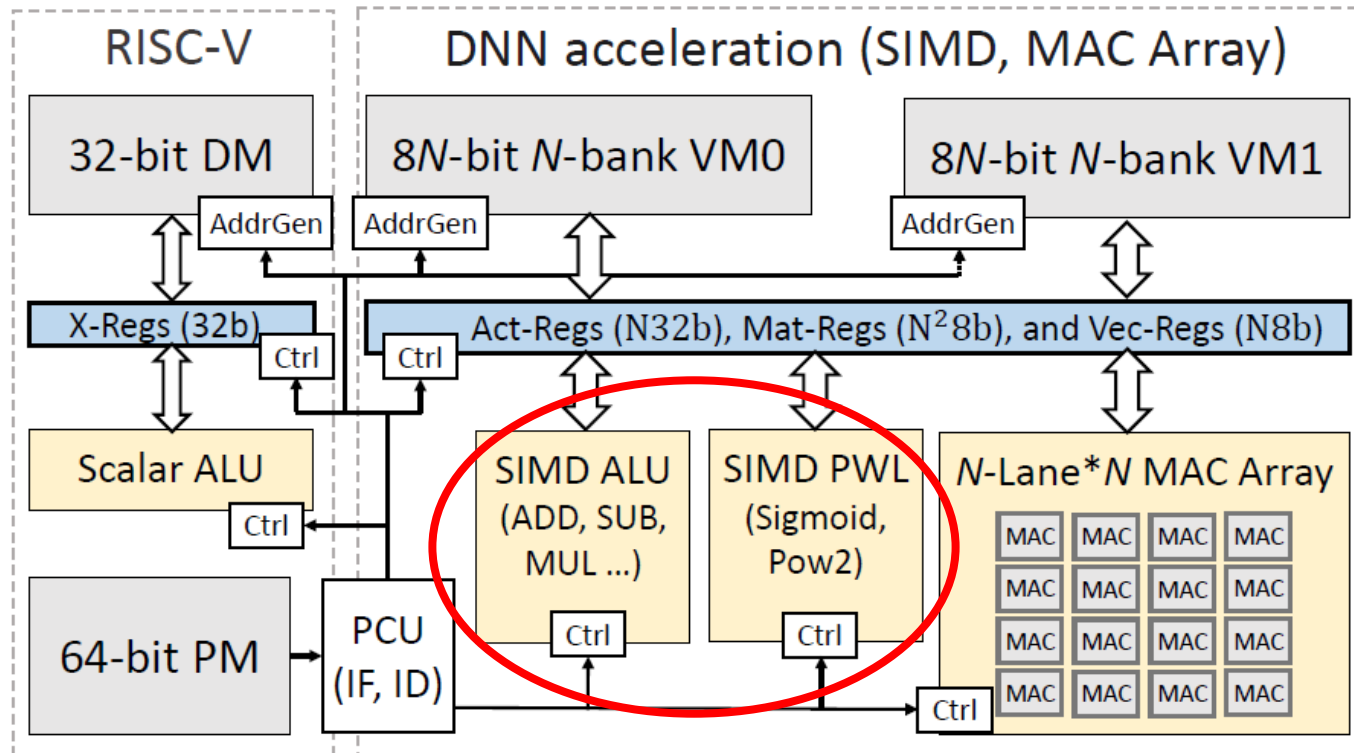 RISC-V
DNN acceleration (SIMD, MAC Array)
32-bit DM
8N-bit N-bank VM0
8N-bit N-bank VM1
AddrGen
AddrGen
AddrGen
X-Regs (32b)
Act-Regs (N32b), Mat-Regs (N²8b), and Vec-Regs (N8b)
Ctrl
Ctrl
Scalar ALU
Ctrl
SIMD ALU
(ADD, SUB,
MUL ...)
Ctrl
SIMD PWL
(Sigmoid,
Pow2)
Ctrl
N-Lane*N MAC Array
MAC MAC MAC MAC
MAC MAC MAC MAC
MAC MAC MAC MAC
MAC MAC MAC MAC
Ctrl
64-bit PM
PCU
(IF, ID)